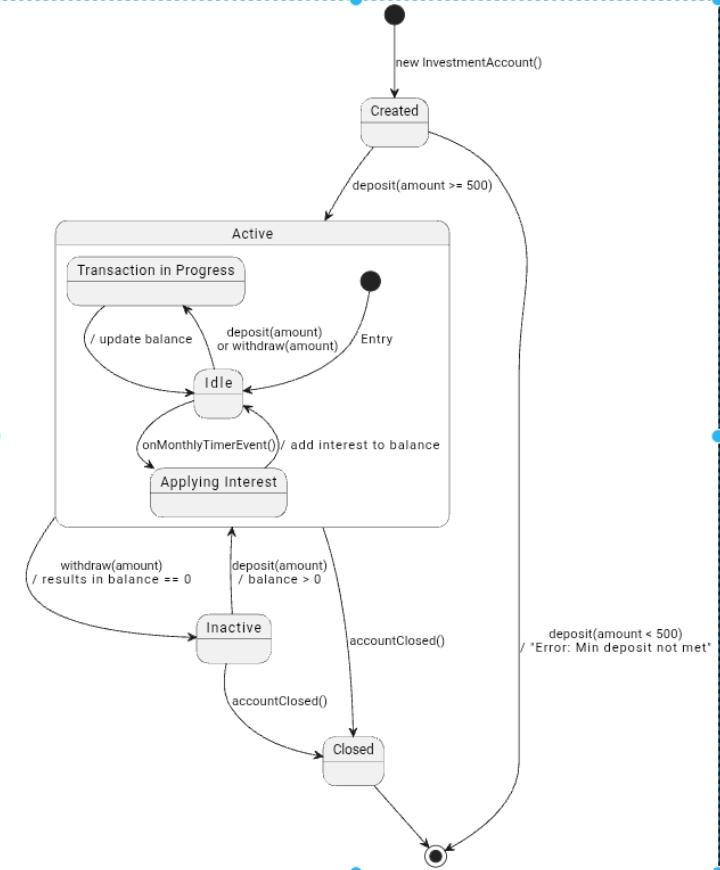 new InvestmentAccount()
Created
deposit(amount >= 500)
Active
Transaction in Progress
/ update balance
deposit(amount)
or withdraw(amount)
Entry
Idle
onMonthlyTimerEvent()
/ add interest to balance
Applying Interest
withdraw(amount)
/ results in balance == 0
deposit(amount)
/ balance > 0
Inactive
deposit(amount < 500)
/ "Error: Min deposit not met"
accountClosed()
accountClosed()
Closed